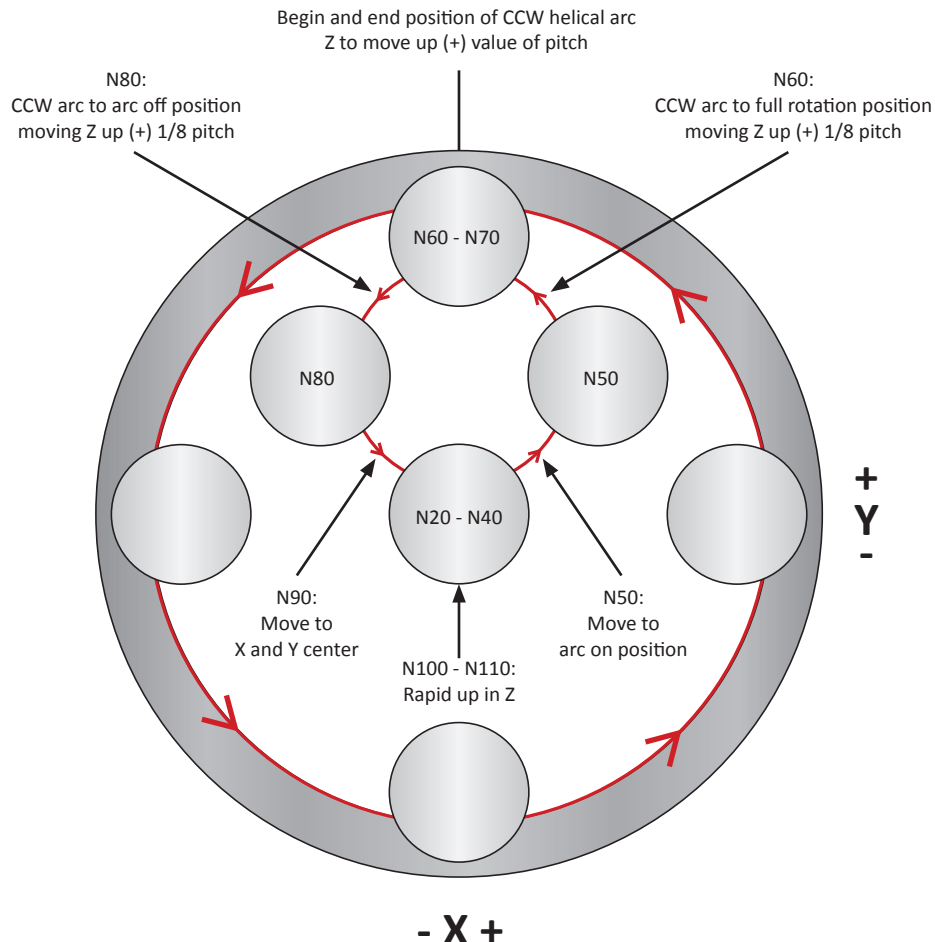 Begin and end position of CCW helical arc
Z to move up (+) value of pitch
N80:
CCW arc to arc off position
moving Z up (+) 1/8 pitch
N60:
CCW arc to full rotation position
moving Z up (+) 1/8 pitch
N60 - N70
N80
N50
N20 - N40
+
Y
-
N90:
Move to
X and Y center
N50:
Move to
arc on position
N100 - N110:
Rapid up in Z
- X +